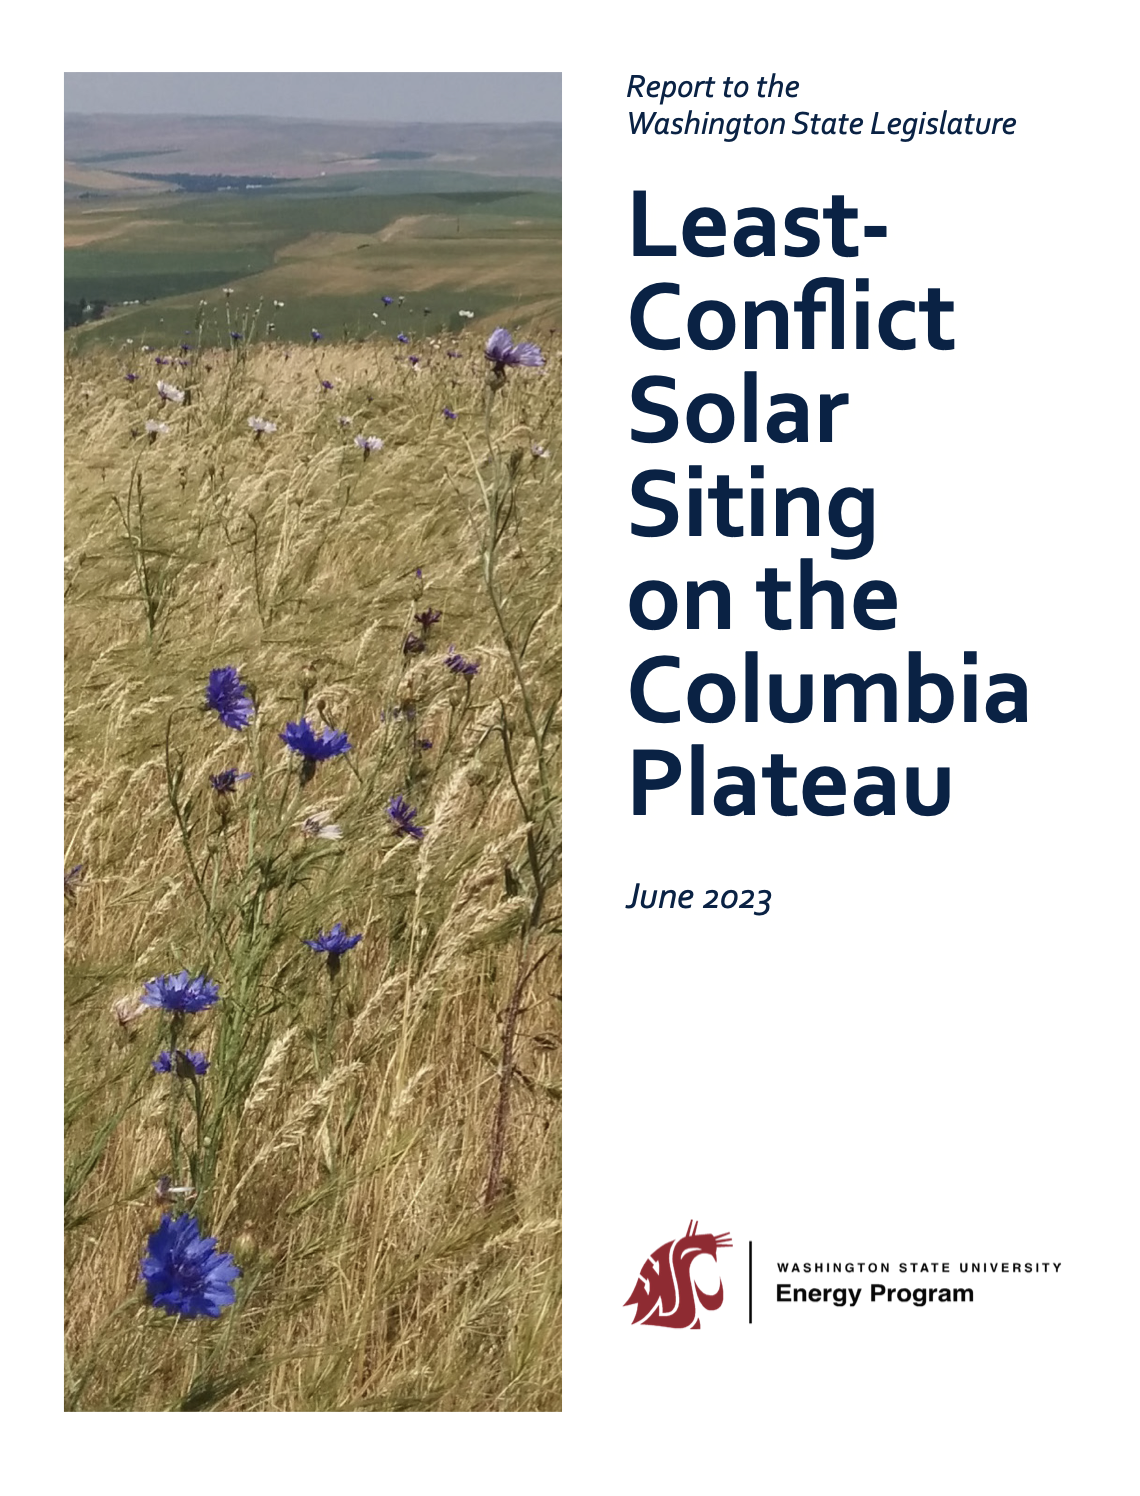 Report to the
Washington State Legislature
Least-
Conflict
Solar
Siting
on the
Columbia
Plateau
June 2023
WSC
WASHINGTON STATE UNIVERSITY
Energy Program